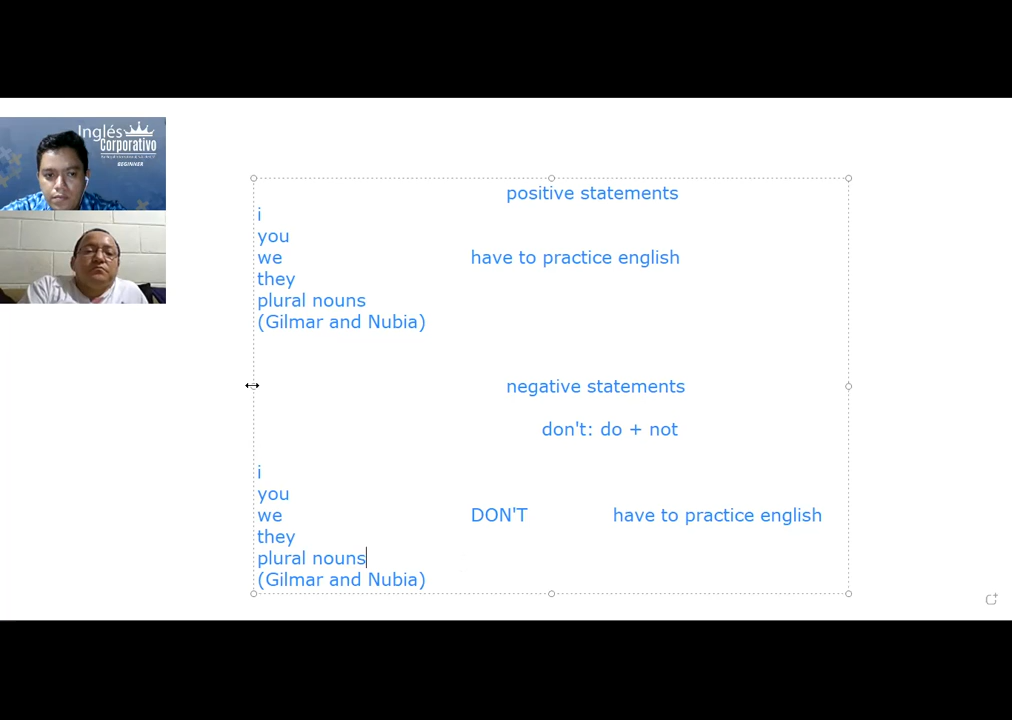 Inglés
Corporativo
BEGINNER
positive statements
i
you
we have to practice english
they
plural nouns
(Gilmar and Nubia)
negative statements
don't: do + not
i
you
we DON'T have to practice english
they
plural nouns
(Gilmar and Nubia)